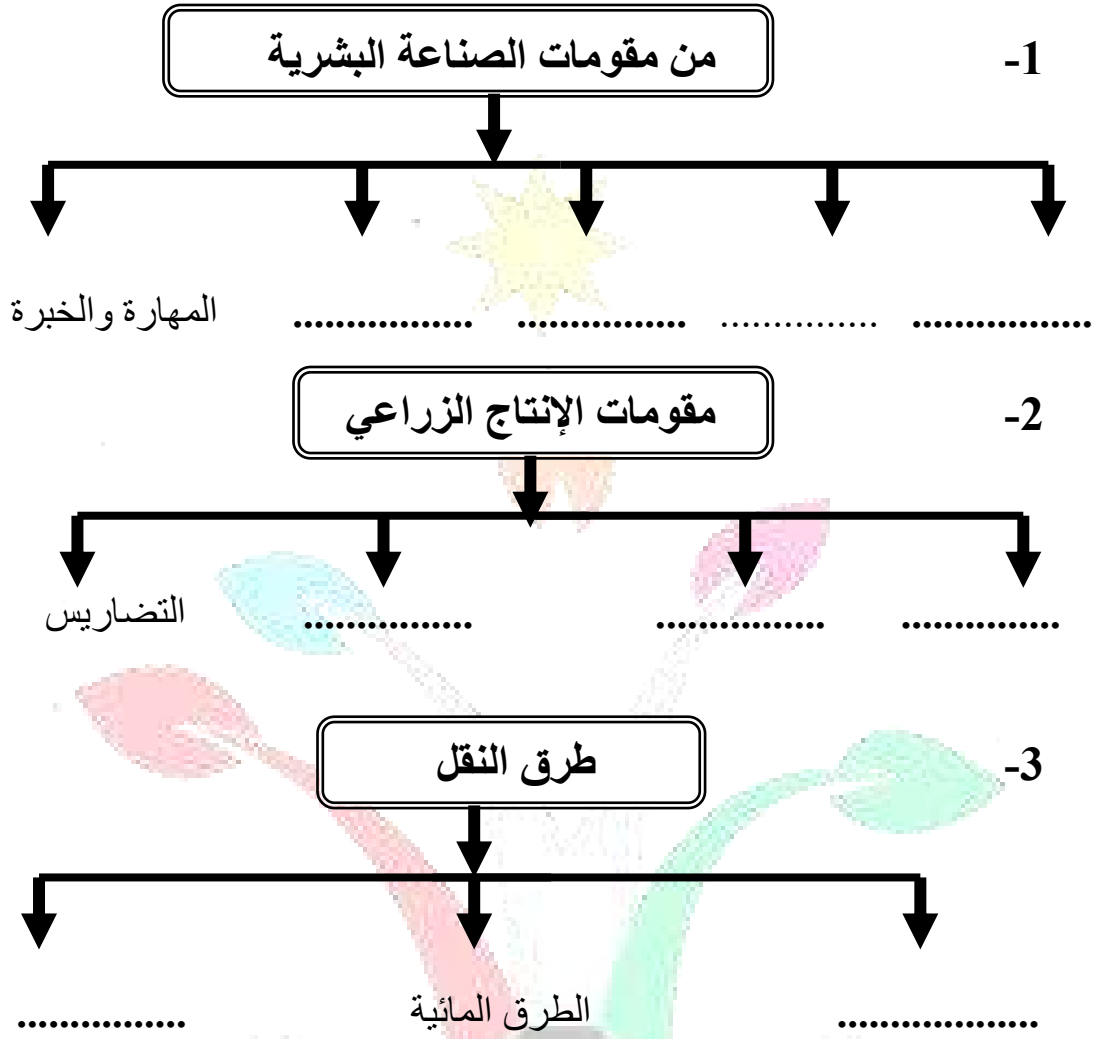 1- من مقومات الصناعة البشرية
................. ............... ................ ................. المهارة والخبرة
2- مقومات الإنتاج الزراعي
............... ................ ................ التضاريس
3- طرق النقل
................... الطرق المائية ................